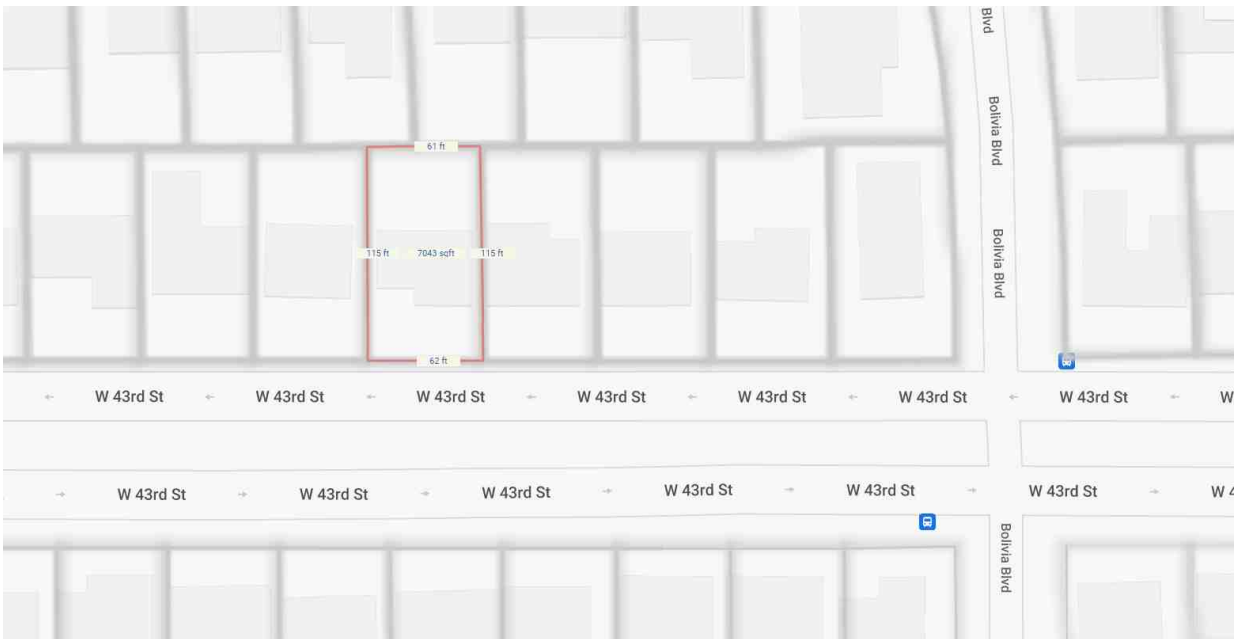 Blvd
Bolivia Blvd
61 ft
115 ft 7043 sqft 115 ft
Bolivia Blvd
62 ft
W 43rd St W 43rd St W 43rd St W 43rd St W 43rd St W 43rd St W 43rd St W
W 43rd St W 43rd St W 43rd St W 43rd St W 43rd St W 43rd St W 4
Bolivia Blvd